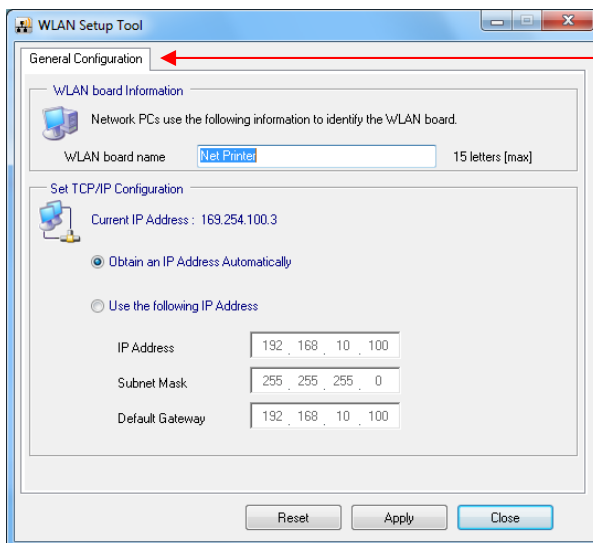 WLAN Setup Tool
General Configuration
WLAN board Information
Network PCs use the following information to identify the WLAN board.
WLAN board name Net Printer 15 letters [max]
Set TCP/IP Configuration
Current IP Address : 169.254.100.3
Obtain an IP Address Automatically
Use the following IP Address
IP Address 192 . 168 . 10 . 100
Subnet Mask 255 . 255 . 255 . 0
Default Gateway 192 . 168 . 10 . 100
Reset Apply Close